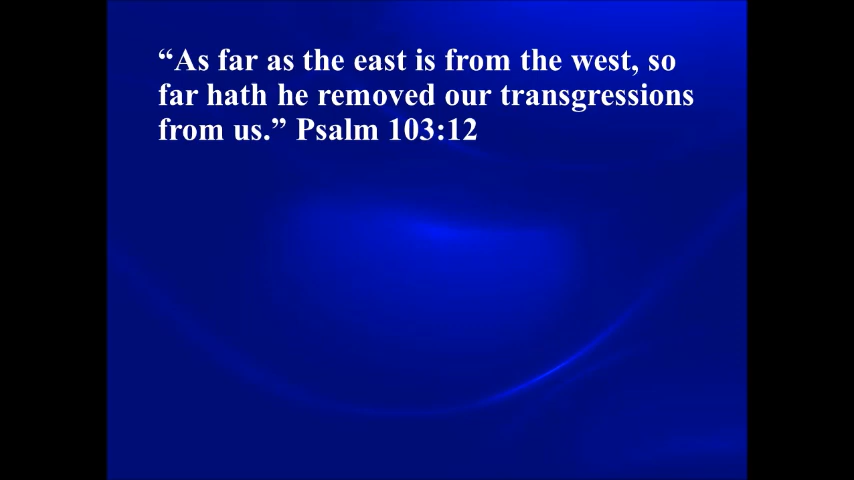 “As far as the east is from the west, so
far hath he removed our transgressions
from us.” Psalm 103:12